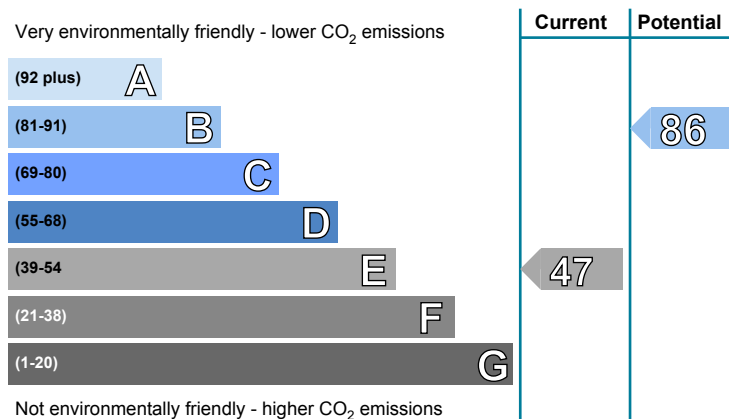 Current Potential
Very environmentally friendly - lower CO₂ emissions
(92 plus) A
(81-91) B 86
(69-80) C
(55-68) D
(39-54 E 47
(21-38) F
(1-20) G
Not environmentally friendly - higher CO₂ emissions